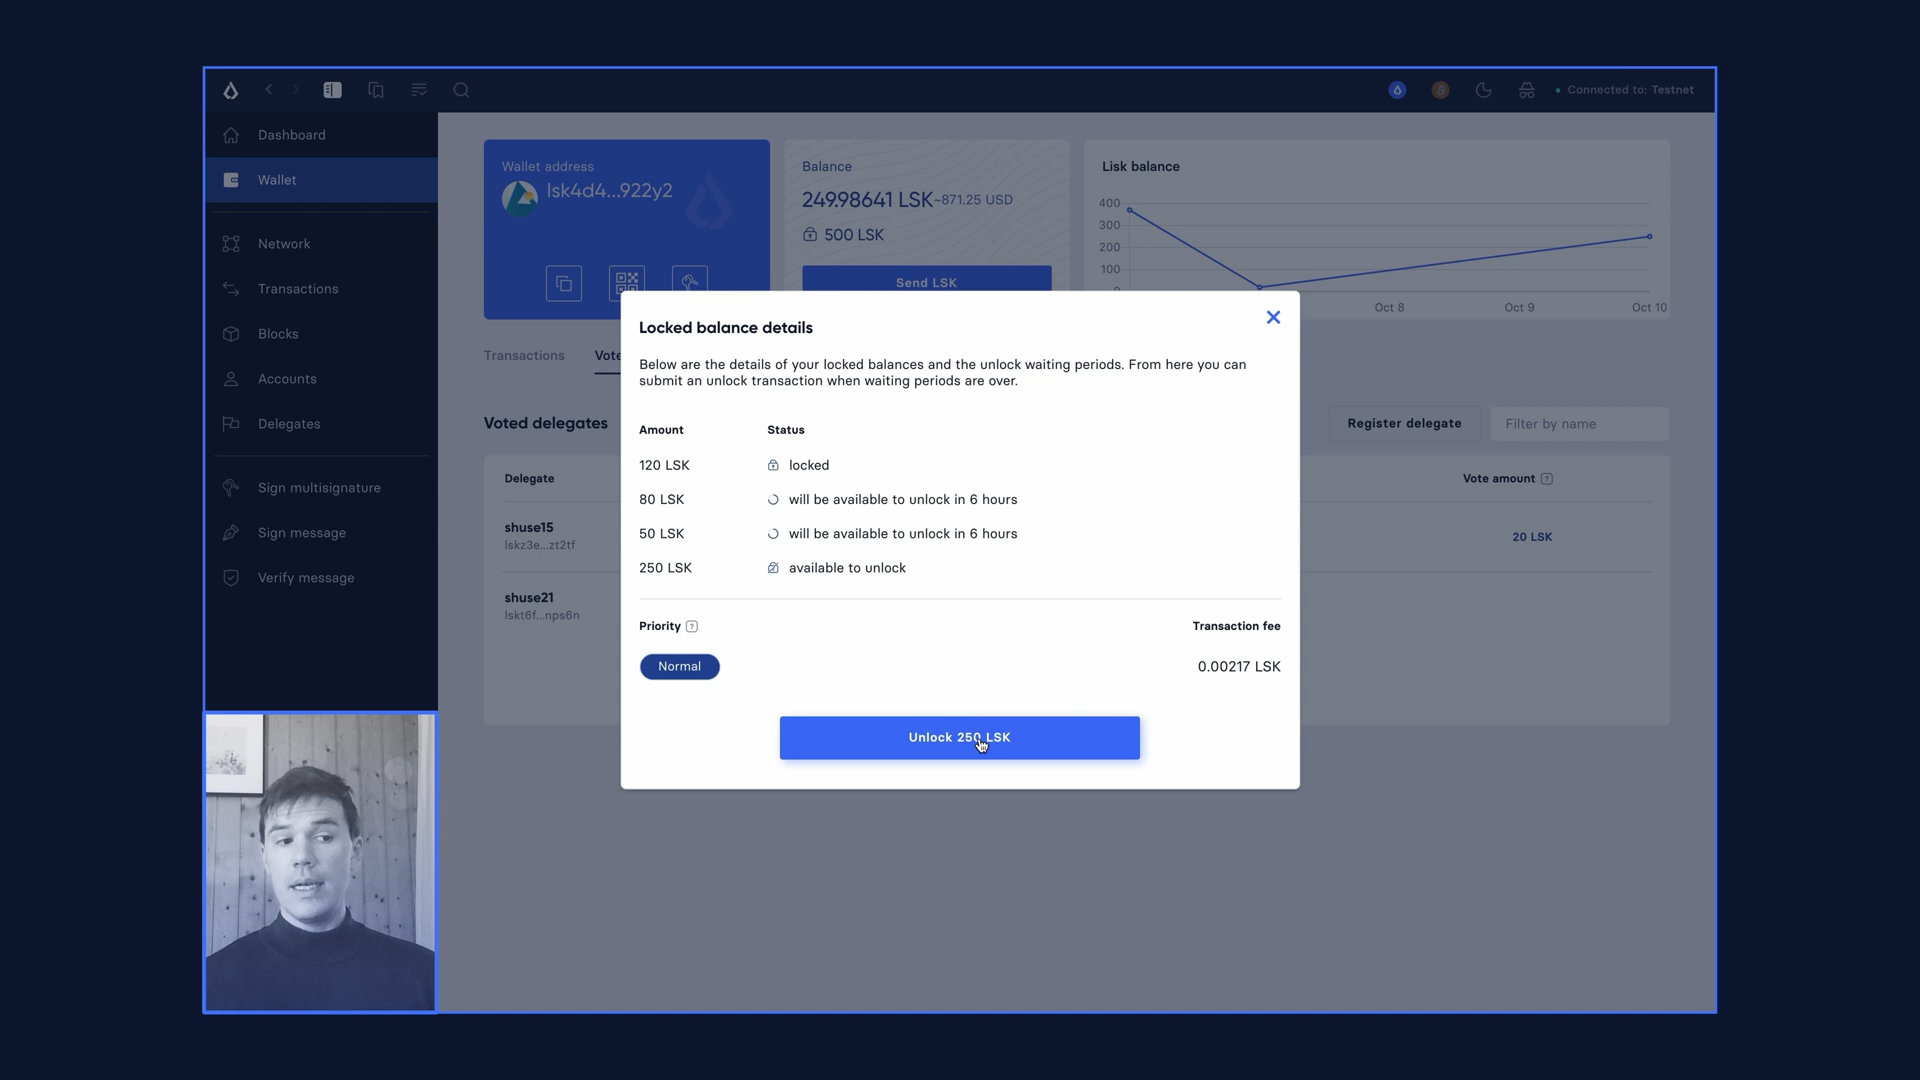 Connected to: Testnet
Dashboard
Wallet
Network
Transactions
Blocks
Accounts
Delegates
Sign multisignature
Sign message
Verify message
Wallet address
lsk4d4...922y2
Balance
249.98641 LSK ~871.25 USD
500 LSK
Send LSK
Lisk balance
400
300
200
100
0
Oct 8
Oct 9
Oct 10
Transactions
Vote
Voted delegates
Register delegate
Filter by name
Delegate
Vote amount ?
shuse15
lskz3e...zt2tf
20 LSK
shuse21
lskt6f...nps6n
Locked balance details
Below are the details of your locked balances and the unlock waiting periods. From here you can
submit an unlock transaction when waiting periods are over.
Amount Status
120 LSK locked
80 LSK will be available to unlock in 6 hours
50 LSK will be available to unlock in 6 hours
250 LSK available to unlock
Priority ? Transaction fee
Normal 0.00217 LSK
Unlock 250 LSK